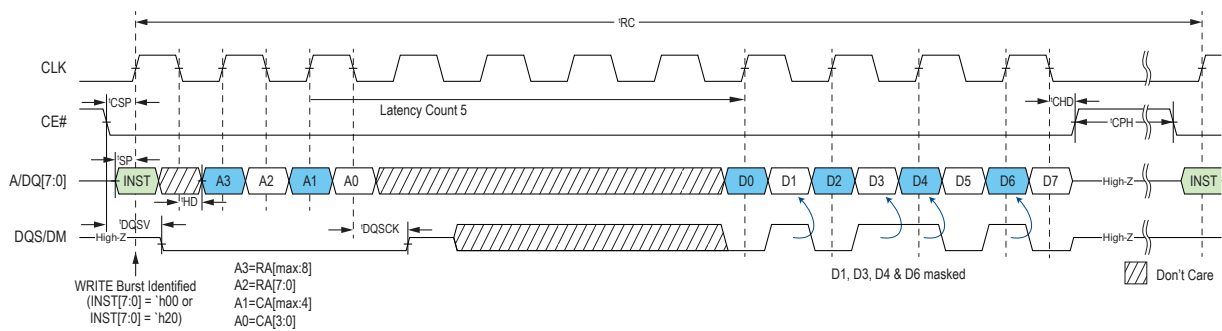 tRC
CLK
tCSP
Latency Count 5
tCHD
CE#
tCPH
tSP
A/DQ[7:0]
INST
A3
A2
A1
A0
D0
D1
D2
D3
D4
D5
D6
D7
High-Z
INST
tHD
tDQSV
tDQSCK
DQS/DM
High-Z
High-Z
WRITE Burst Identified
(INST[7:0] = `h00 or
INST[7:0] = `h20)
A3=RA[max:8]
A2=RA[7:0]
A1=CA[max:4]
A0=CA[3:0]
D1, D3, D4 & D6 masked
Don't Care